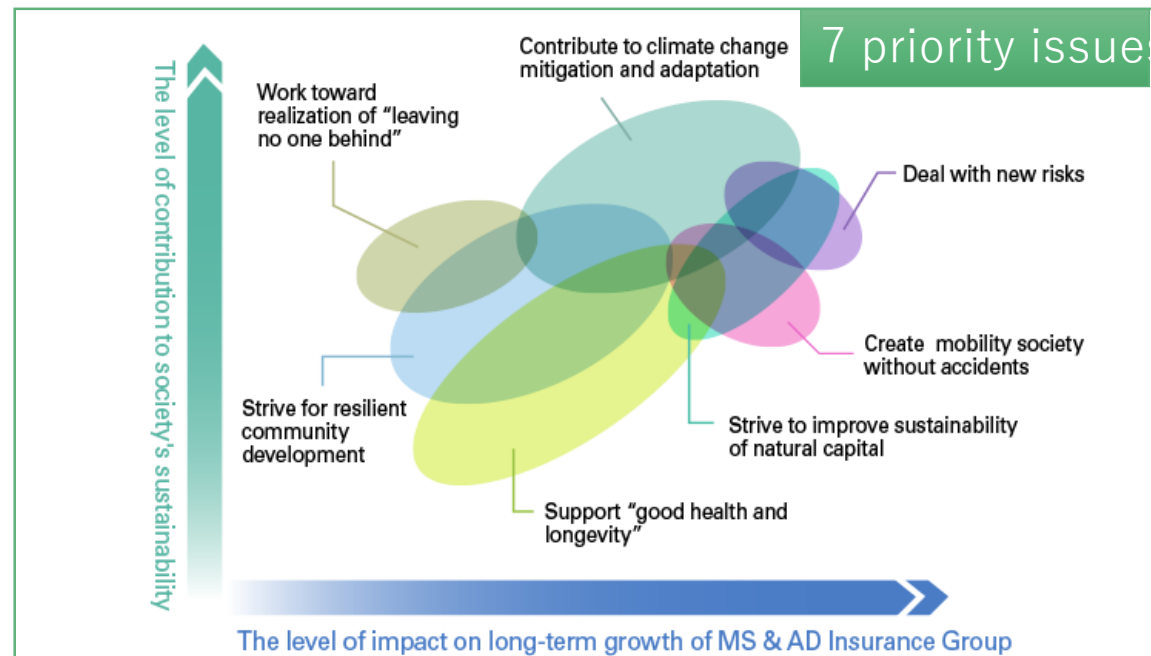 7 priority issues
Contribute to climate change
mitigation and adaptation
Work toward
realization of “leaving
no one behind”
Deal with new risks
Create mobility society
without accidents
Strive to improve sustainability
of natural capital
Strive for resilient
community
development
Support “good health and
longevity”
The level of contribution to society's sustainability
The level of impact on long-term growth of MS & AD Insurance Group